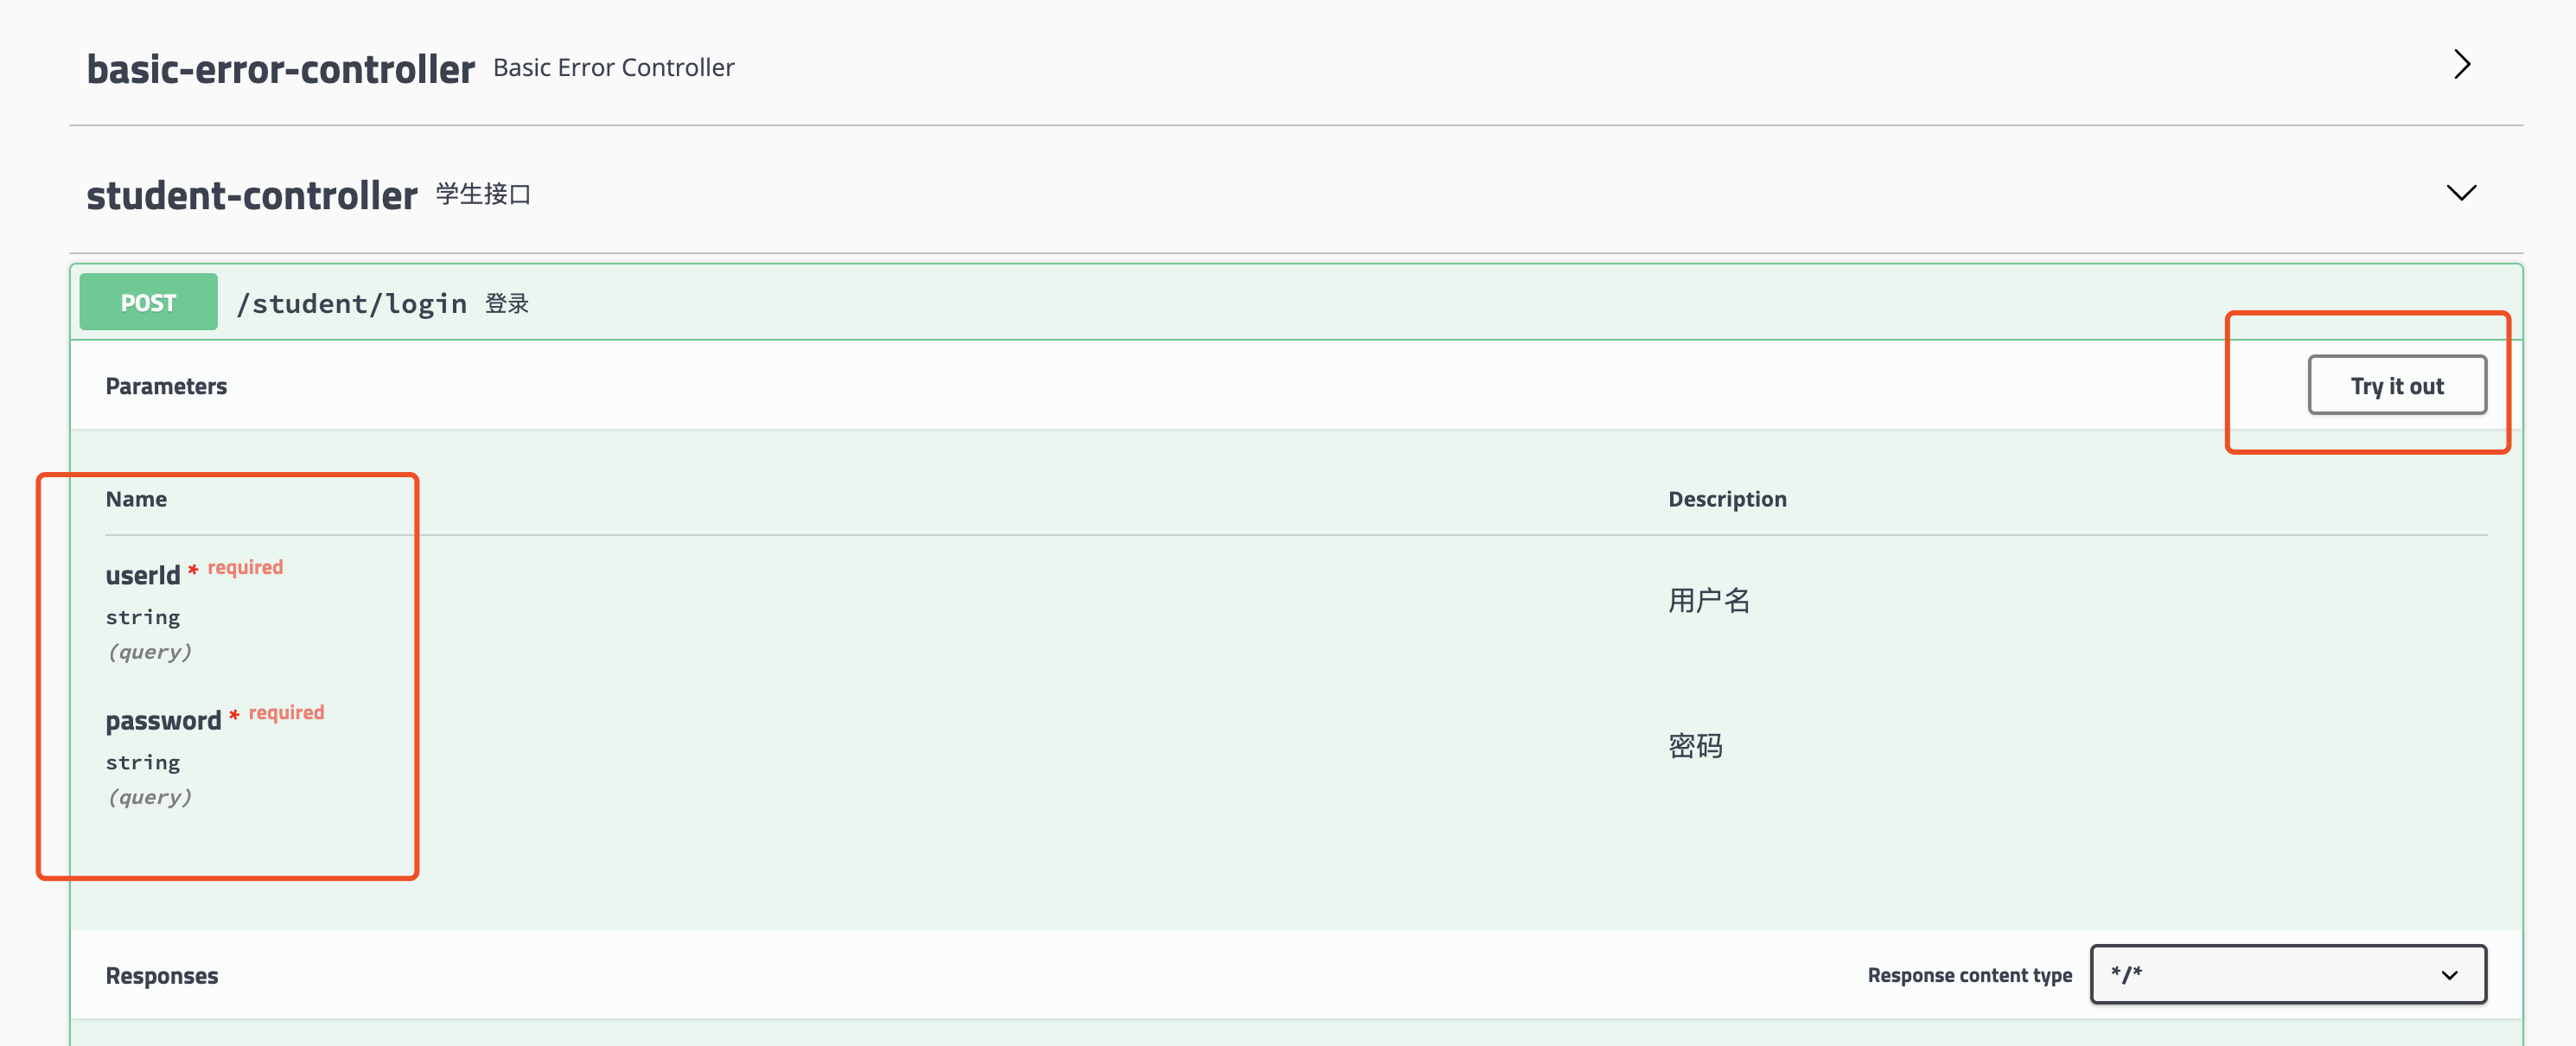 basic-error-controller Basic Error Controller
student-controller 学生接口
POST /student/login 登录
Parameters Try it out
Name Description
userId * required
string
(query)
用户名
password * required
string
(query)
密码
Responses Response content type */*